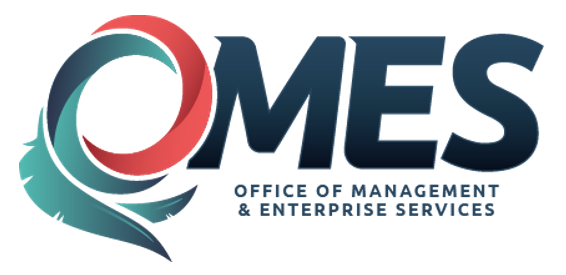 OMES
OFFICE OF MANAGEMENT
& ENTERPRISE SERVICES